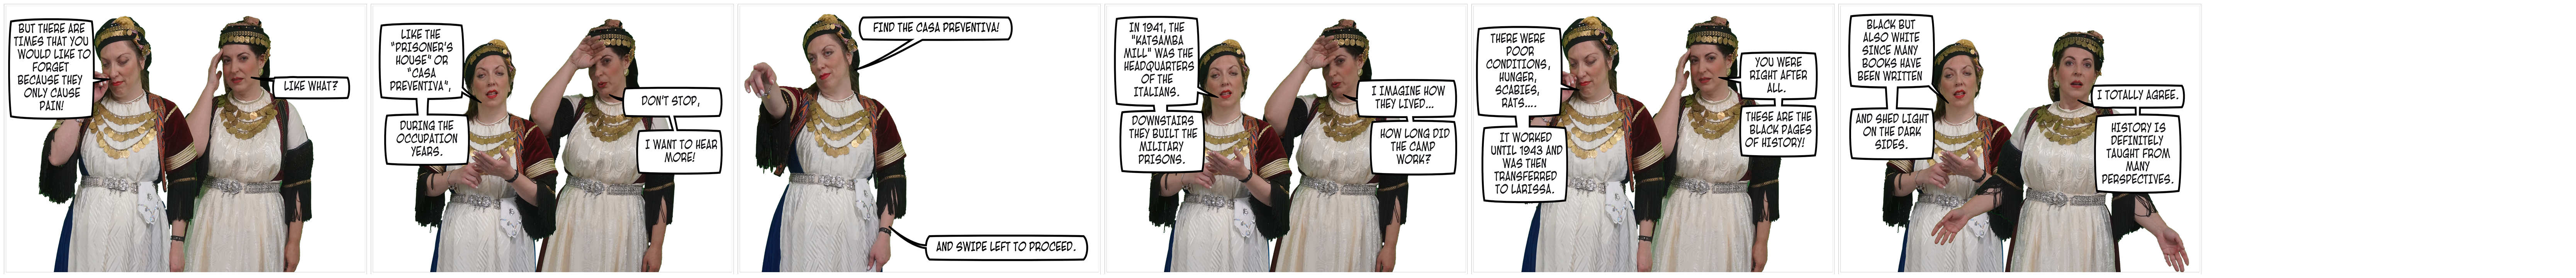 BUT THERE ARE
TIMES THAT YOU
WOULD LIKE TO
FORGET
BECAUSE THEY
ONLY CAUSE
PAIN!
LIKE WHAT?
LIKE THE
"PRISONER'S
HOUSE" OR
"CASA
PREVENTIVA",
DURING THE
OCCUPATION
YEARS.
DON'T STOP,
I WANT TO HEAR
MORE!
FIND THE CASA PREVENTIVA!
AND SWIPE LEFT TO PROCEED.
IN 1941, THE
"KATSAMBA
MILL" WAS THE
HEADQUARTERS
OF THE
ITALIANS.
DOWNSTAIRS
THEY BUILT THE
MILITARY
PRISONS.
I IMAGINE HOW
THEY LIVED...
HOW LONG DID
THE CAMP
WORK?
THERE WERE
POOR
CONDITIONS,
HUNGER,
SCABIES,
RATS....
IT WORKED
UNTIL 1943 AND
WAS THEN
TRANSFERRED
TO LARISSA.
YOU WERE
RIGHT AFTER
ALL.
THESE ARE THE
BLACK PAGES
OF HISTORY!
BLACK BUT
ALSO WHITE
SINCE MANY
BOOKS HAVE
BEEN WRITTEN
AND SHED LIGHT
ON THE DARK
SIDES.
I TOTALLY AGREE.
HISTORY IS
DEFINITELY
TAUGHT FROM
MANY
PERSPECTIVES.